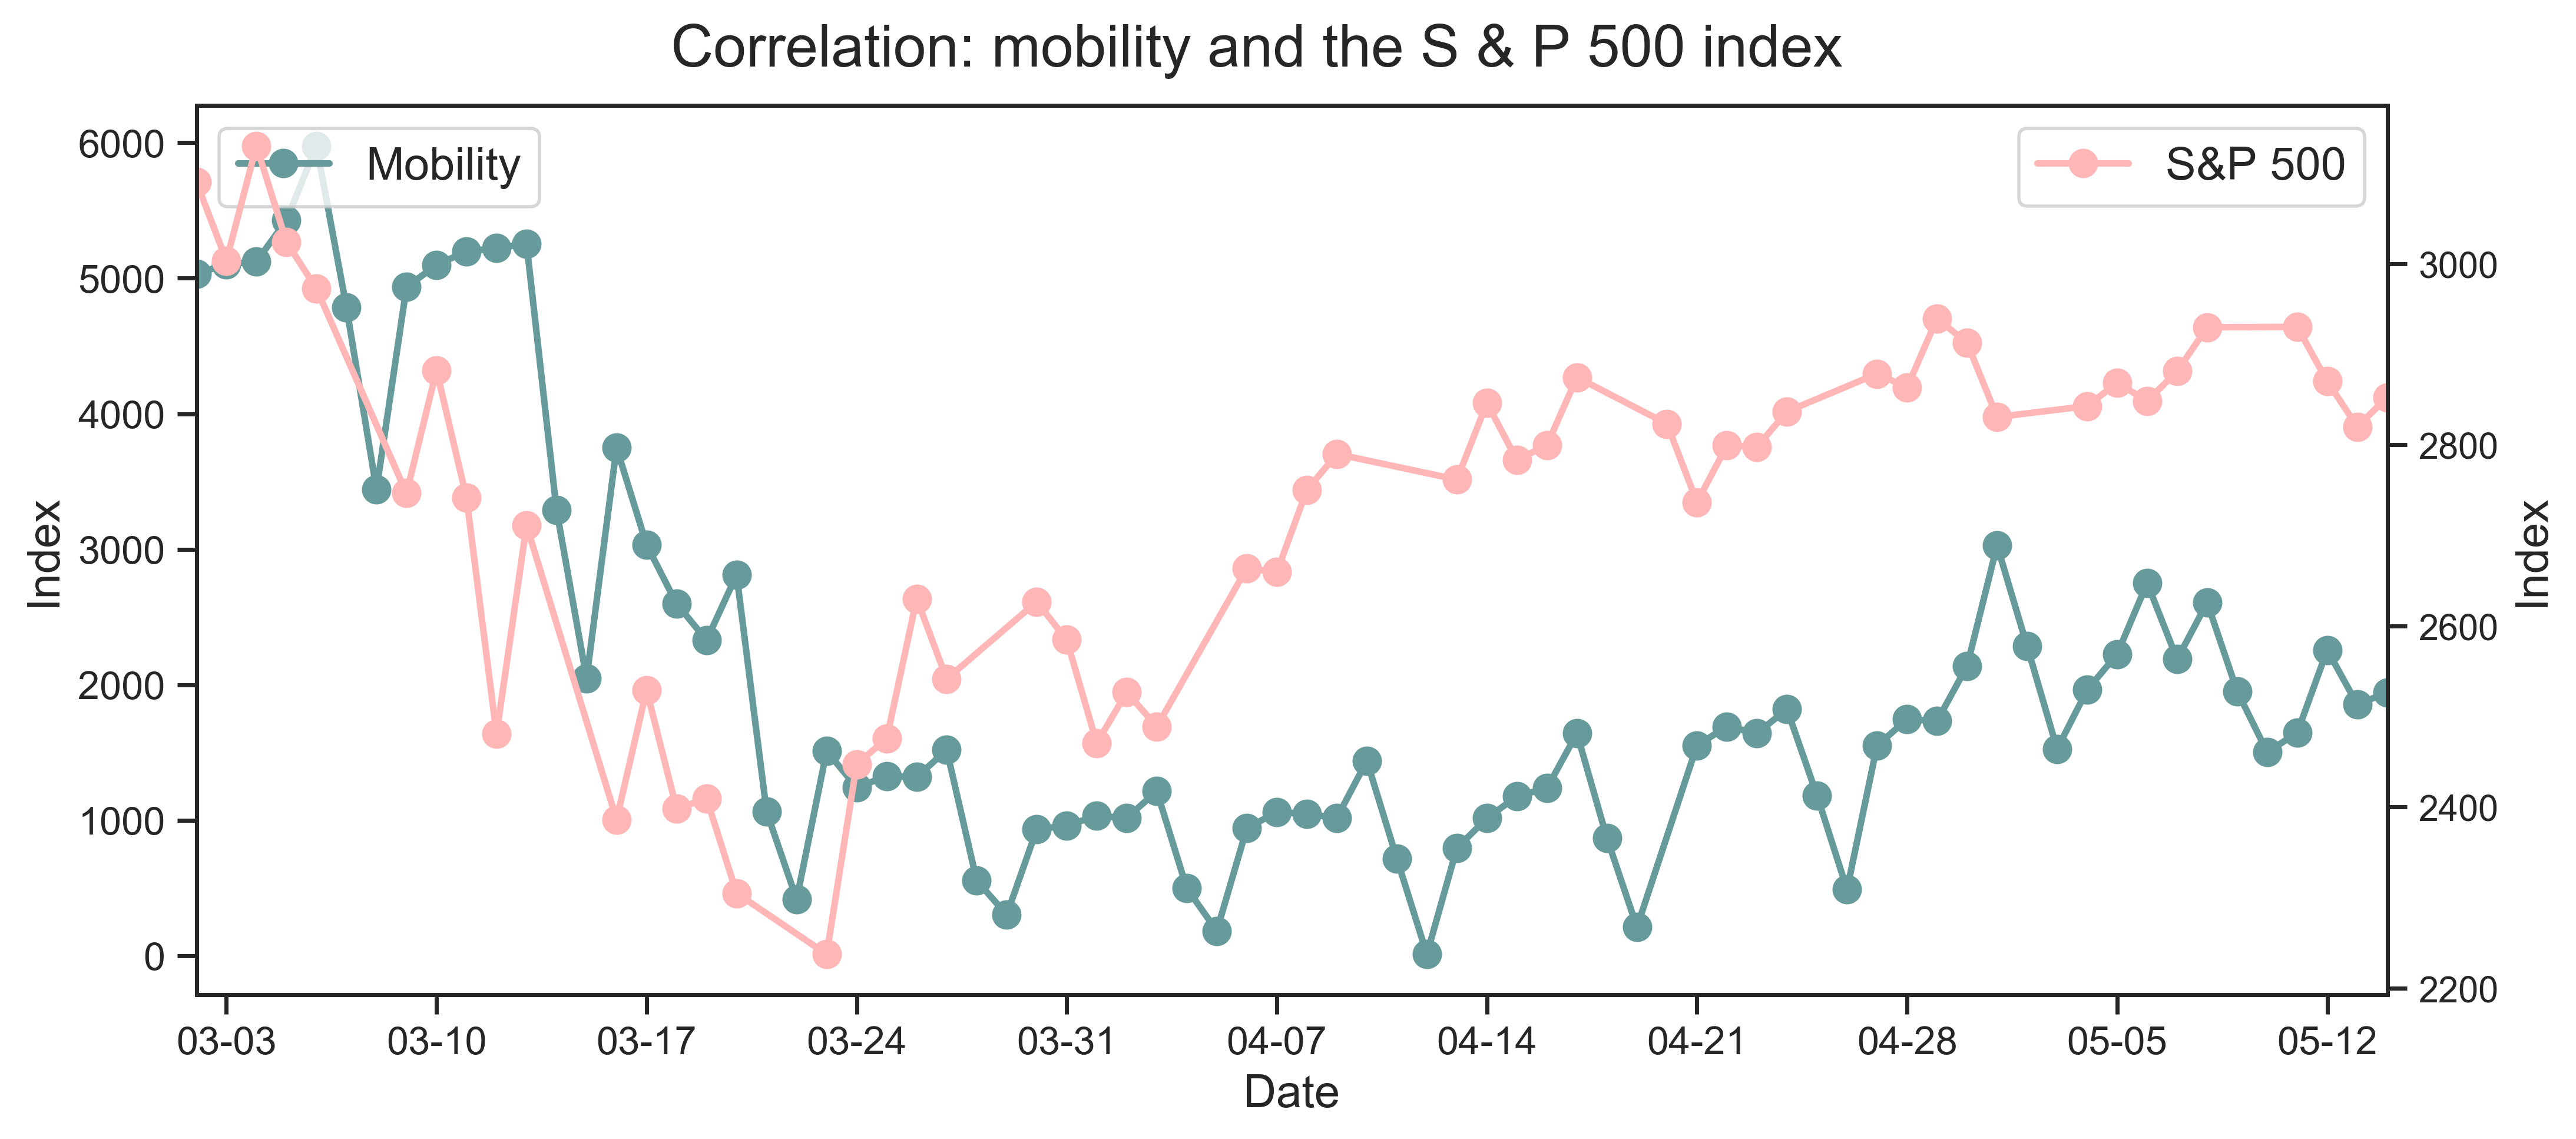 Correlation: mobility and the S & P 500 index
Mobility
S&P 500
6000
5000
4000
3000
2000
1000
0
Index
3000
2800
2600
2400
2200
Index
03-03 03-10 03-17 03-24 03-31 04-07 04-14 04-21 04-28 05-05 05-12
Date